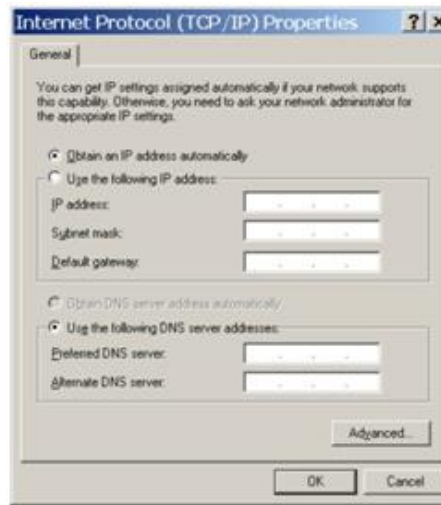 Internet Protocol (TCP/IP) Properties
General
You can get IP settings assigned automatically if your network supports
this capability. Otherwise, you need to ask your network administrator for
the appropriate IP settings.
Obtain an IP address automatically
Use the following IP address:
IP address:
Subnet mask:
Default gateway:
Obtain DNS server address automatically
Use the following DNS server addresses:
Preferred DNS server:
Alternate DNS server:
Advanced...
OK Cancel